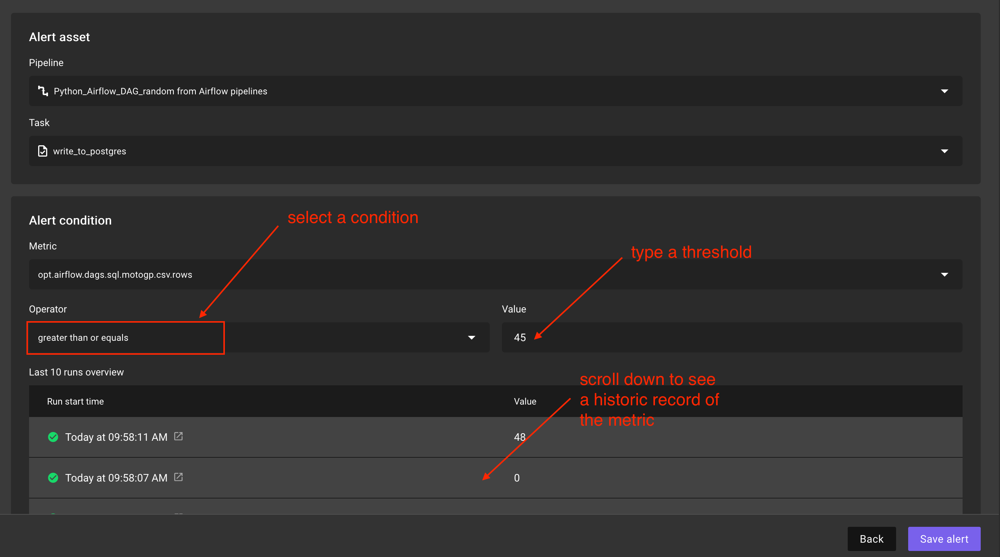 Alert asset
Pipeline
Python_Airflow_DAG_random from Airflow pipelines
Task
write_to_postgres
Alert condition
select a condition
Metric
type a threshold
opt.airflow.dags.sql.motogp.csv.rows
Operator
Value
greater than or equals
45
Last 10 runs overview
scroll down to see
a historic record of
the metric
Run start time
Value
Today at 09:58:11 AM
48
Today at 09:58:07 AM
0
Back
Save alert